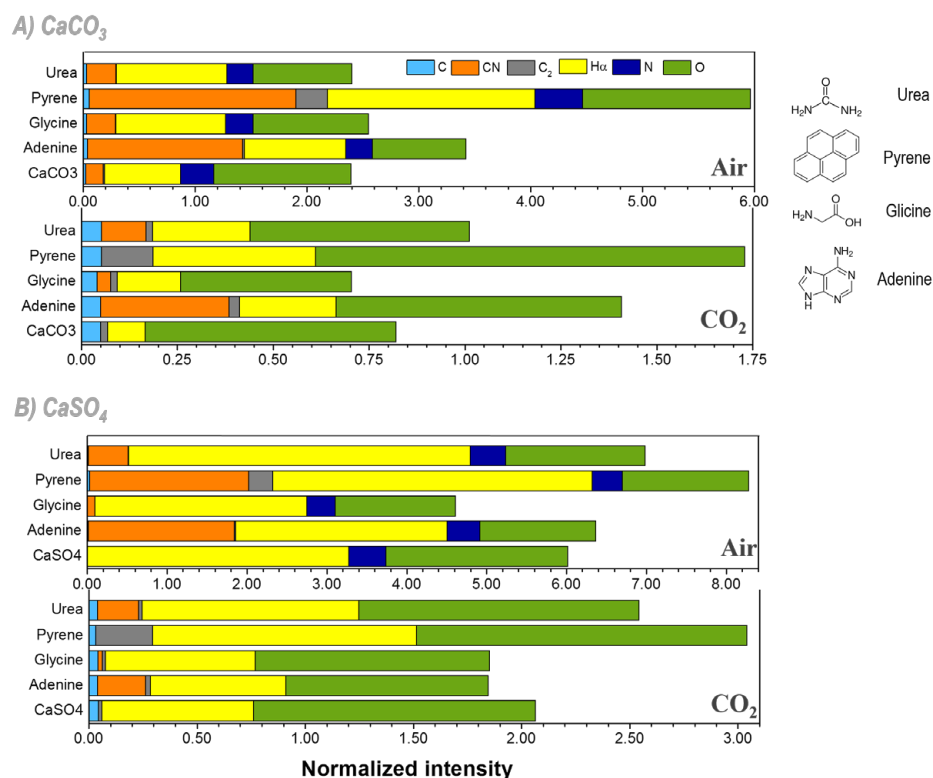 A) CaCO3
C CN C2 Hα N O
Urea
Pyrene
Glycine
Adenine
CaCO3
Air
0.00 1.00 2.00 3.00 4.00 5.00 6.00
Urea
Pyrene
Glycine
Adenine
CaCO3
CO2
0.00 0.25 0.50 0.75 1.00 1.25 1.50 1.75
O
H2N C NH2
Urea
Pyrene
O
H2N OH
Glicine
NH2
N N
N N
H
Adenine
B) CaSO4
Urea
Pyrene
Glycine
Adenine
CaSO4
Air
0.00 1.00 2.00 3.00 4.00 5.00 6.00 7.00 8.00
Urea
Pyrene
Glycine
Adenine
CaSO4
CO2
0.00 0.50 1.00 1.50 2.00 2.50 3.00
Normalized intensity